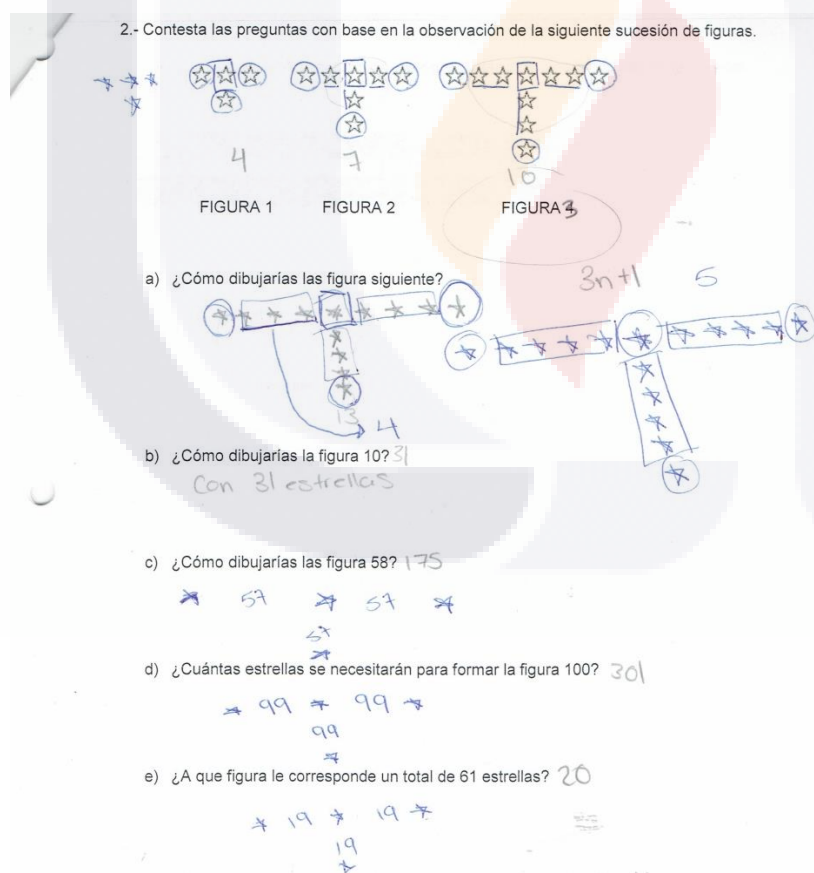 2.- Contesta las preguntas con base en la observación de la siguiente sucesión de figuras.
4 7 10
FIGURA 1 FIGURA 2 FIGURA 3
a) ¿Cómo dibujarías las figura siguiente? 3n+1 5
13 4
b) ¿Cómo dibujarías la figura 10? 31
Con 31 estrellas
c) ¿Cómo dibujarías las figura 58? 175
57 57
57
d) ¿Cuántas estrellas se necesitarán para formar la figura 100? 301
99 99
99
e) ¿A que figura le corresponde un total de 61 estrellas? 20
19 19
19